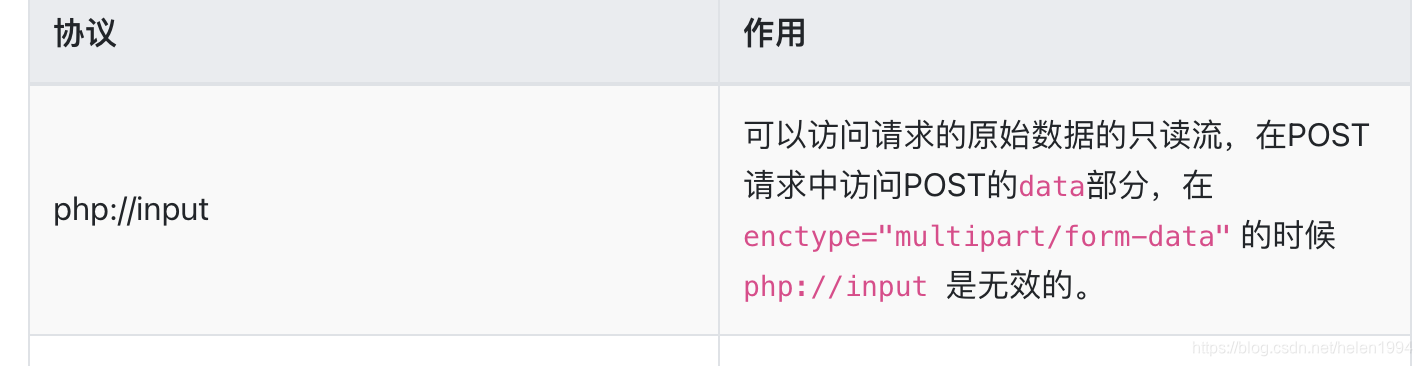 协议
作用
php://input
可以访问请求的原始数据的只读流，在POST
请求中访问POST的data部分，在
enctype="multipart/form-data" 的时候
php://input 是无效的。
https://blog.csdn.net/helen1994